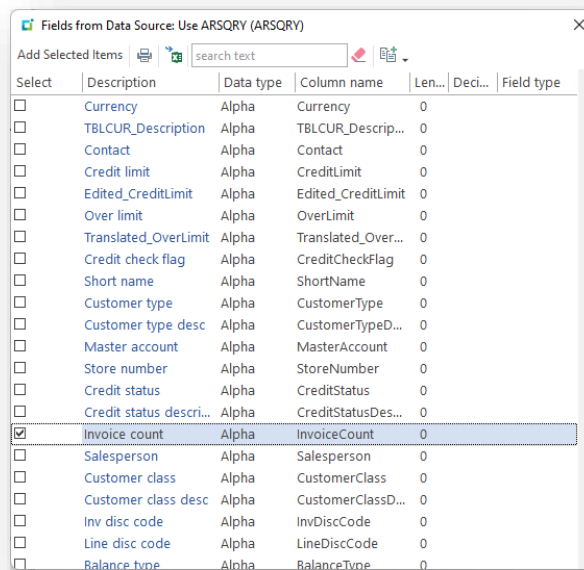 Fields from Data Source: Use ARSQRY (ARSQRY)
Add Selected Items search text
Select Description Data type Column name Len... Deci... Field type
Currency Alpha Currency 0
TBLCUR_Description Alpha TBLCUR_Descrip... 0
Contact Alpha Contact 0
Credit limit Alpha CreditLimit 0
Edited_CreditLimit Alpha Edited_CreditLimit 0
Over limit Alpha OverLimit 0
Translated_OverLimit Alpha Translated_Over... 0
Credit check flag Alpha CreditCheckFlag 0
Short name Alpha ShortName 0
Customer type Alpha CustomerType 0
Customer type desc Alpha CustomerTypeD... 0
Master account Alpha MasterAccount 0
Store number Alpha StoreNumber 0
Credit status Alpha CreditStatus 0
Credit status descri... Alpha CreditStatusDes... 0
Invoice count Alpha InvoiceCount 0
Salesperson Alpha Salesperson 0
Customer class Alpha CustomerClass 0
Customer class desc Alpha CustomerClassD... 0
Inv disc code Alpha InvDiscCode 0
Line disc code Alpha LineDiscCode 0
Balance type Alpha BalanceType 0